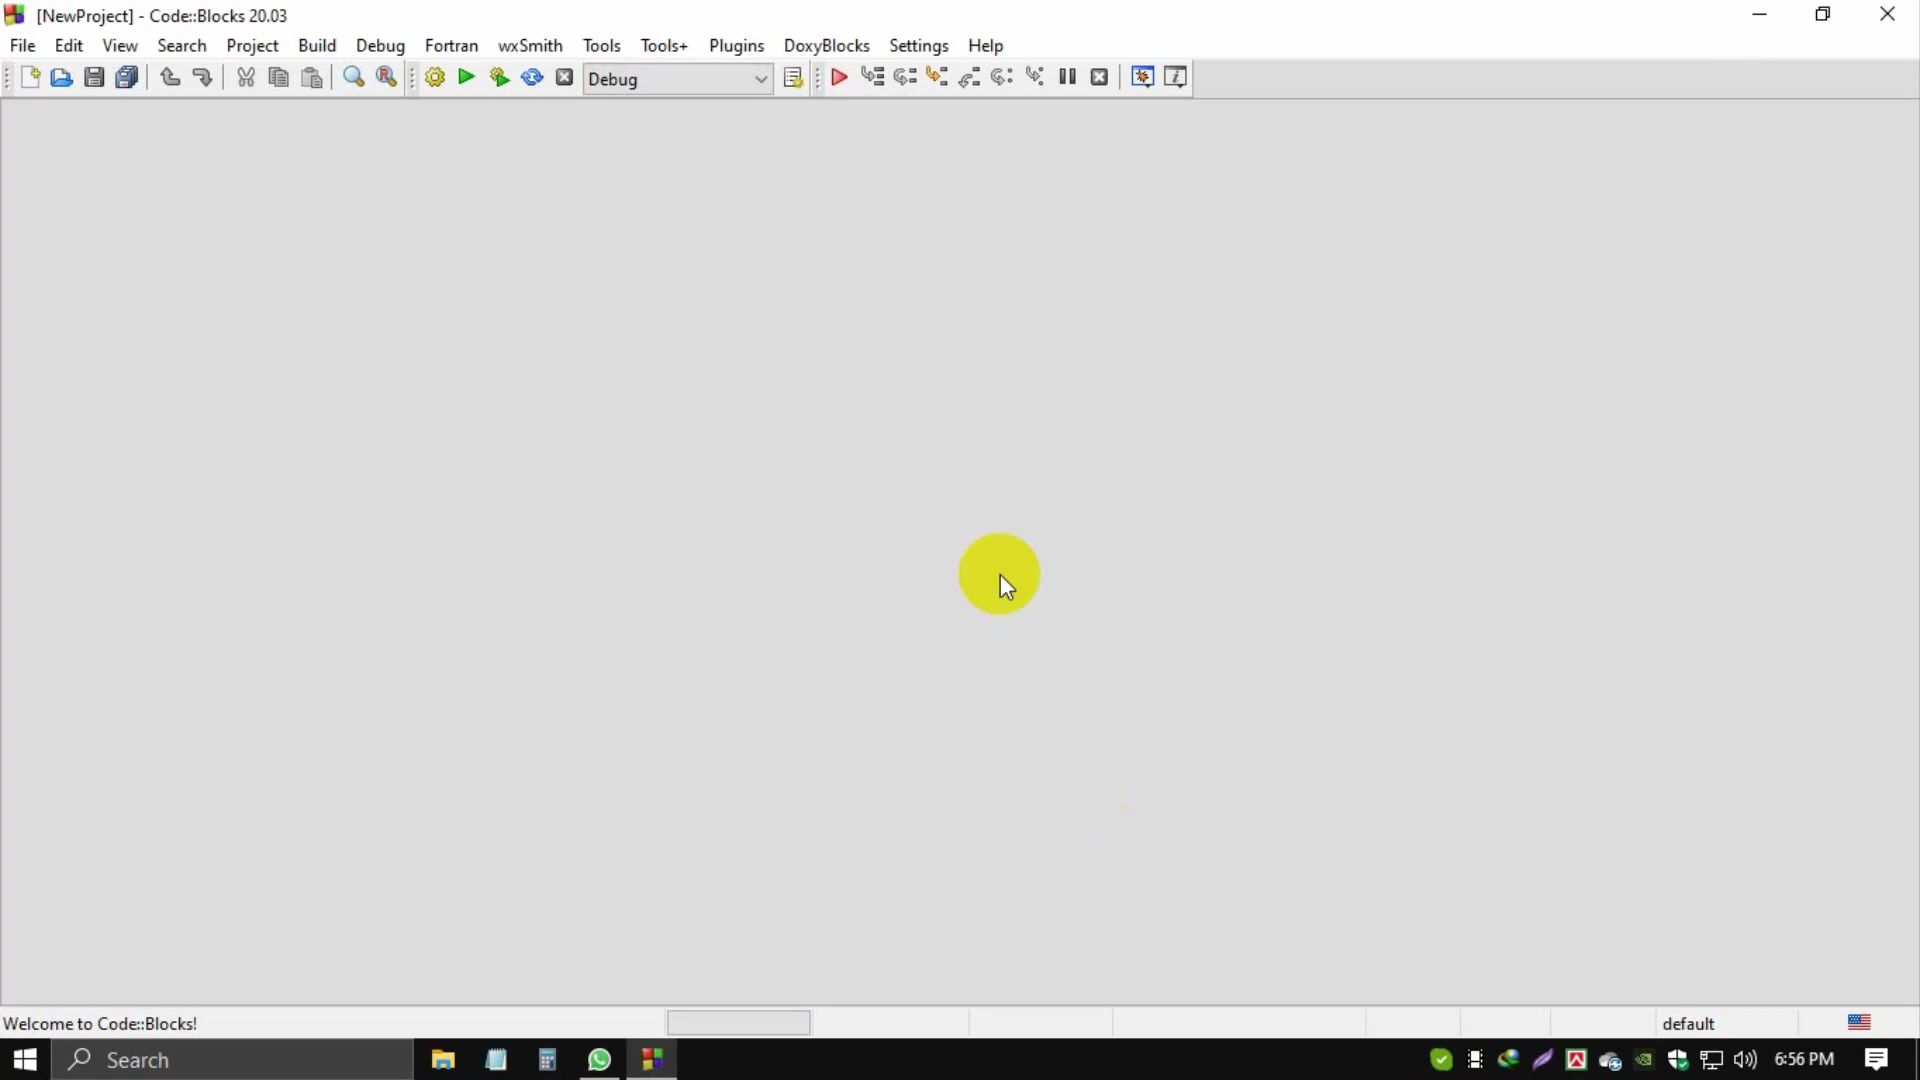 [NewProject] - Code::Blocks 20.03
File Edit View Search Project Build Debug Fortran wxSmith Tools Tools+ Plugins DoxyBlocks Settings Help
Debug
Welcome to Code::Blocks!
default
Search
6:56 PM